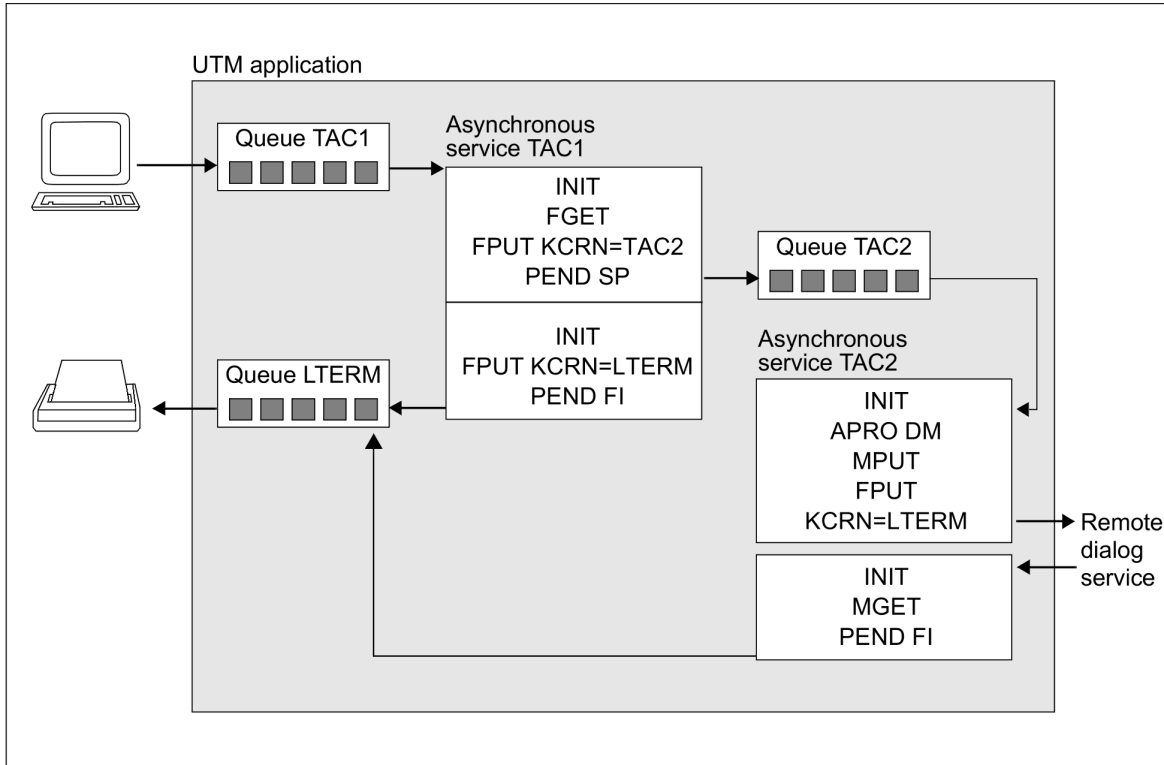 UTM application
Queue TAC1
Asynchronous
service TAC1
INIT
FGET
FPUT KCRN=TAC2
PEND SP
Queue TAC2
INIT
FPUT KCRN=LTERM
PEND FI
Queue LTERM
Asynchronous
service TAC2
INIT
APRO DM
MPUT
FPUT
KCRN=LTERM
Remote
dialog
service
INIT
MGET
PEND FI